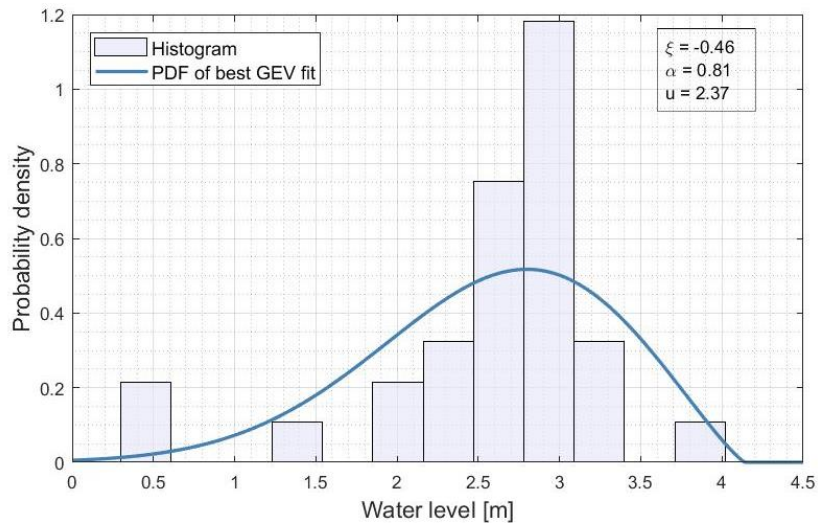 1.2
1
0.8
0.6
0.4
0.2
0
Probability density
Histogram
PDF of best GEV fit
ξ = -0.46
α = 0.81
u = 2.37
0 0.5 1 1.5 2 2.5 3 3.5 4 4.5
Water level [m]